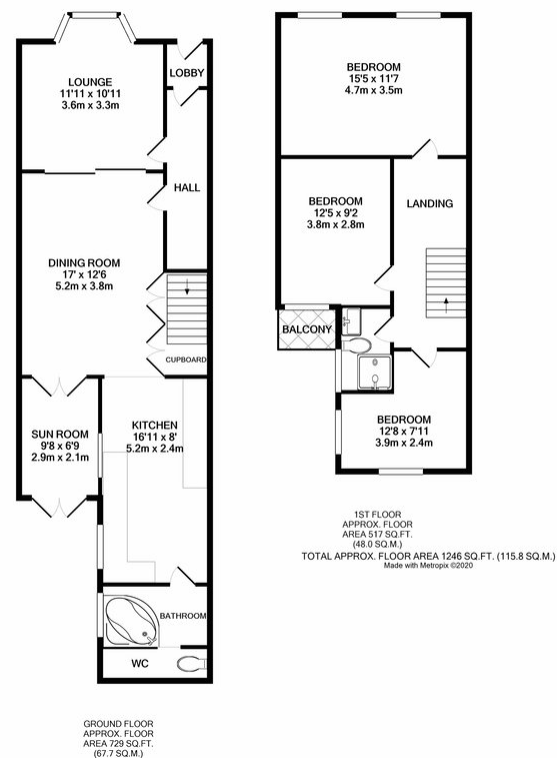 LOBBY
LOUNGE
11'11 x 10'11
3.6m x 3.3m
HALL
DINING ROOM
17' x 12'6
5.2m x 3.8m
CUPBOARD
SUN ROOM
9'8 x 6'9
2.9m x 2.1m
KITCHEN
16'11 x 8'
5.2m x 2.4m
BATHROOM
WC
GROUND FLOOR
APPROX. FLOOR
AREA 729 SQ.FT.
(67.7 SQ.M.)
BEDROOM
15'5 x 11'7
4.7m x 3.5m
BEDROOM
12'5 x 9'2
3.8m x 2.8m
LANDING
BALCONY
BEDROOM
12'8 x 7'11
3.9m x 2.4m
1ST FLOOR
APPROX. FLOOR
AREA 517 SQ.FT.
(48.0 SQ.M.)
TOTAL APPROX. FLOOR AREA 1246 SQ.FT. (115.8 SQ.M.)
Made with Metropix ©2020